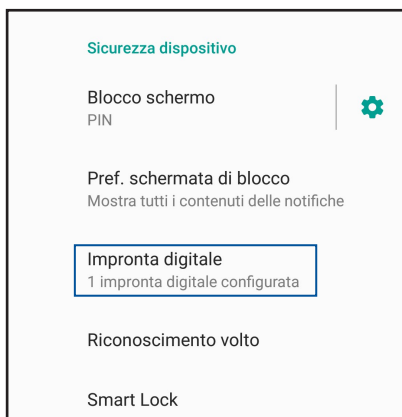 Sicurezza dispositivo
Blocco schermo
PIN
Pref. schermata di blocco
Mostra tutti i contenuti delle notifiche
Impronta digitale
1 impronta digitale configurata
Riconoscimento volto
Smart Lock